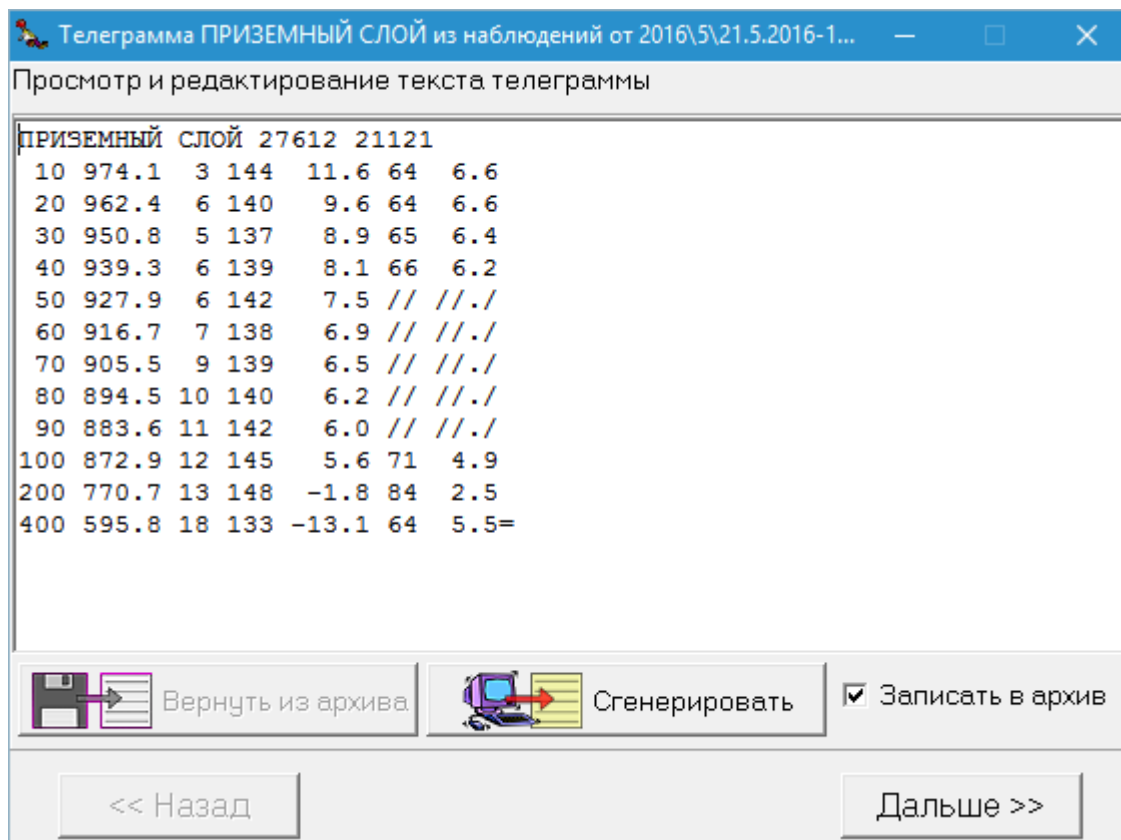 Телеграмма ПРИЗЕМНЫЙ СЛОЙ из наблюдений от 2016\5\21.5.2016-1...
Просмотр и редактирование текста телеграммы
ПРИЗЕМНЫЙ СЛОЙ 27612 21121
10 974.1 3 144 11.6 64 6.6
20 962.4 6 140 9.6 64 6.6
30 950.8 5 137 8.9 65 6.4
40 939.3 6 139 8.1 66 6.2
50 927.9 6 142 7.5 // //./
60 916.7 7 138 6.9 // //./
70 905.5 9 139 6.5 // //./
80 894.5 10 140 6.2 // //./
90 883.6 11 142 6.0 // //./
100 872.9 12 145 5.6 71 4.9
200 770.7 13 148 -1.8 84 2.5
400 595.8 18 133 -13.1 64 5.5=
Вернуть из архива Сгенерировать Записать в архив
<< Назад Дальше >>